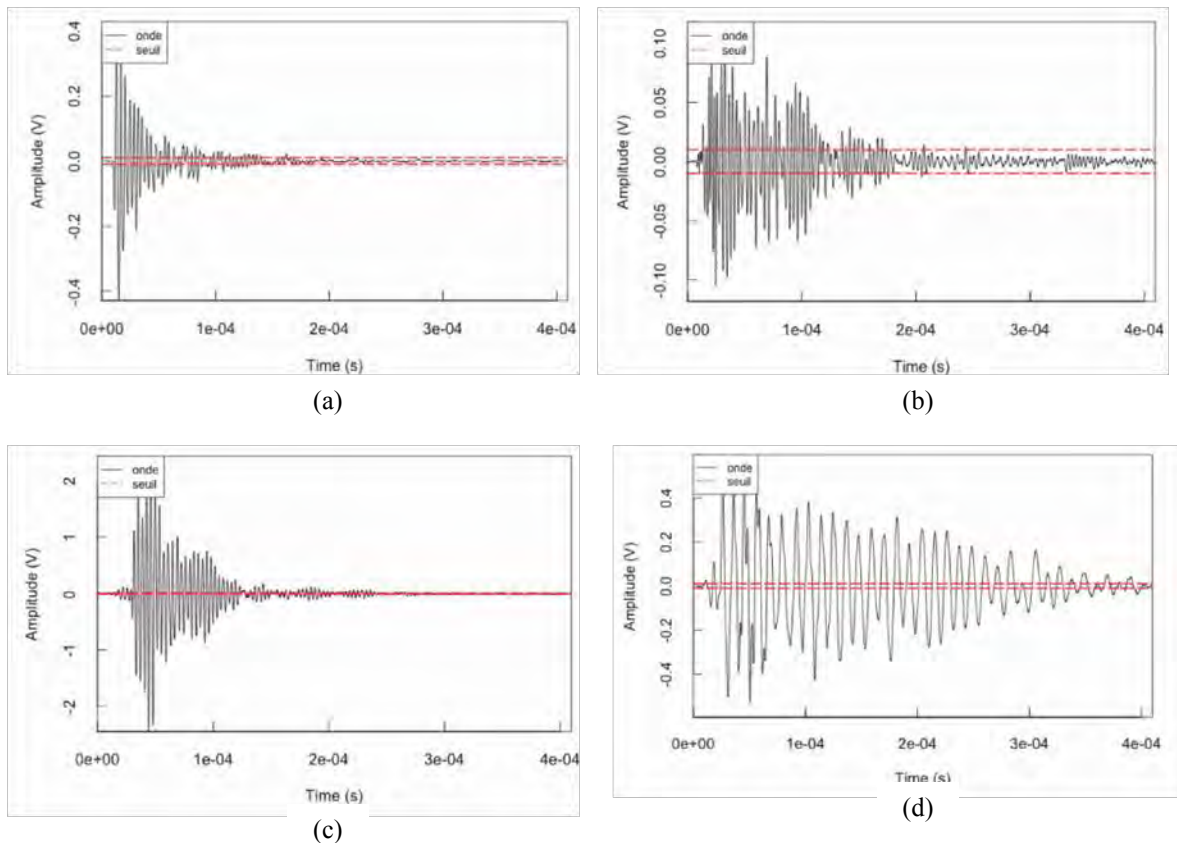 onde
seuil
0.4
0.2
0.0
-0.2
-0.4
Amplitude (V)
0e+00 1e-04 2e-04 3e-04 4e-04
Time (s)
(a)
onde
seuil
0.10
0.05
0.00
-0.05
-0.10
Amplitude (V)
0e+00 1e-04 2e-04 3e-04 4e-04
Time (s)
(b)
onde
seuil
2
1
0
-1
-2
Amplitude (V)
0e+00 1e-04 2e-04 3e-04 4e-04
Time (s)
(c)
onde
seuil
0.4
0.2
0.0
-0.2
-0.4
Amplitude (V)
0e+00 1e-04 2e-04 3e-04 4e-04
Time (s)
(d)